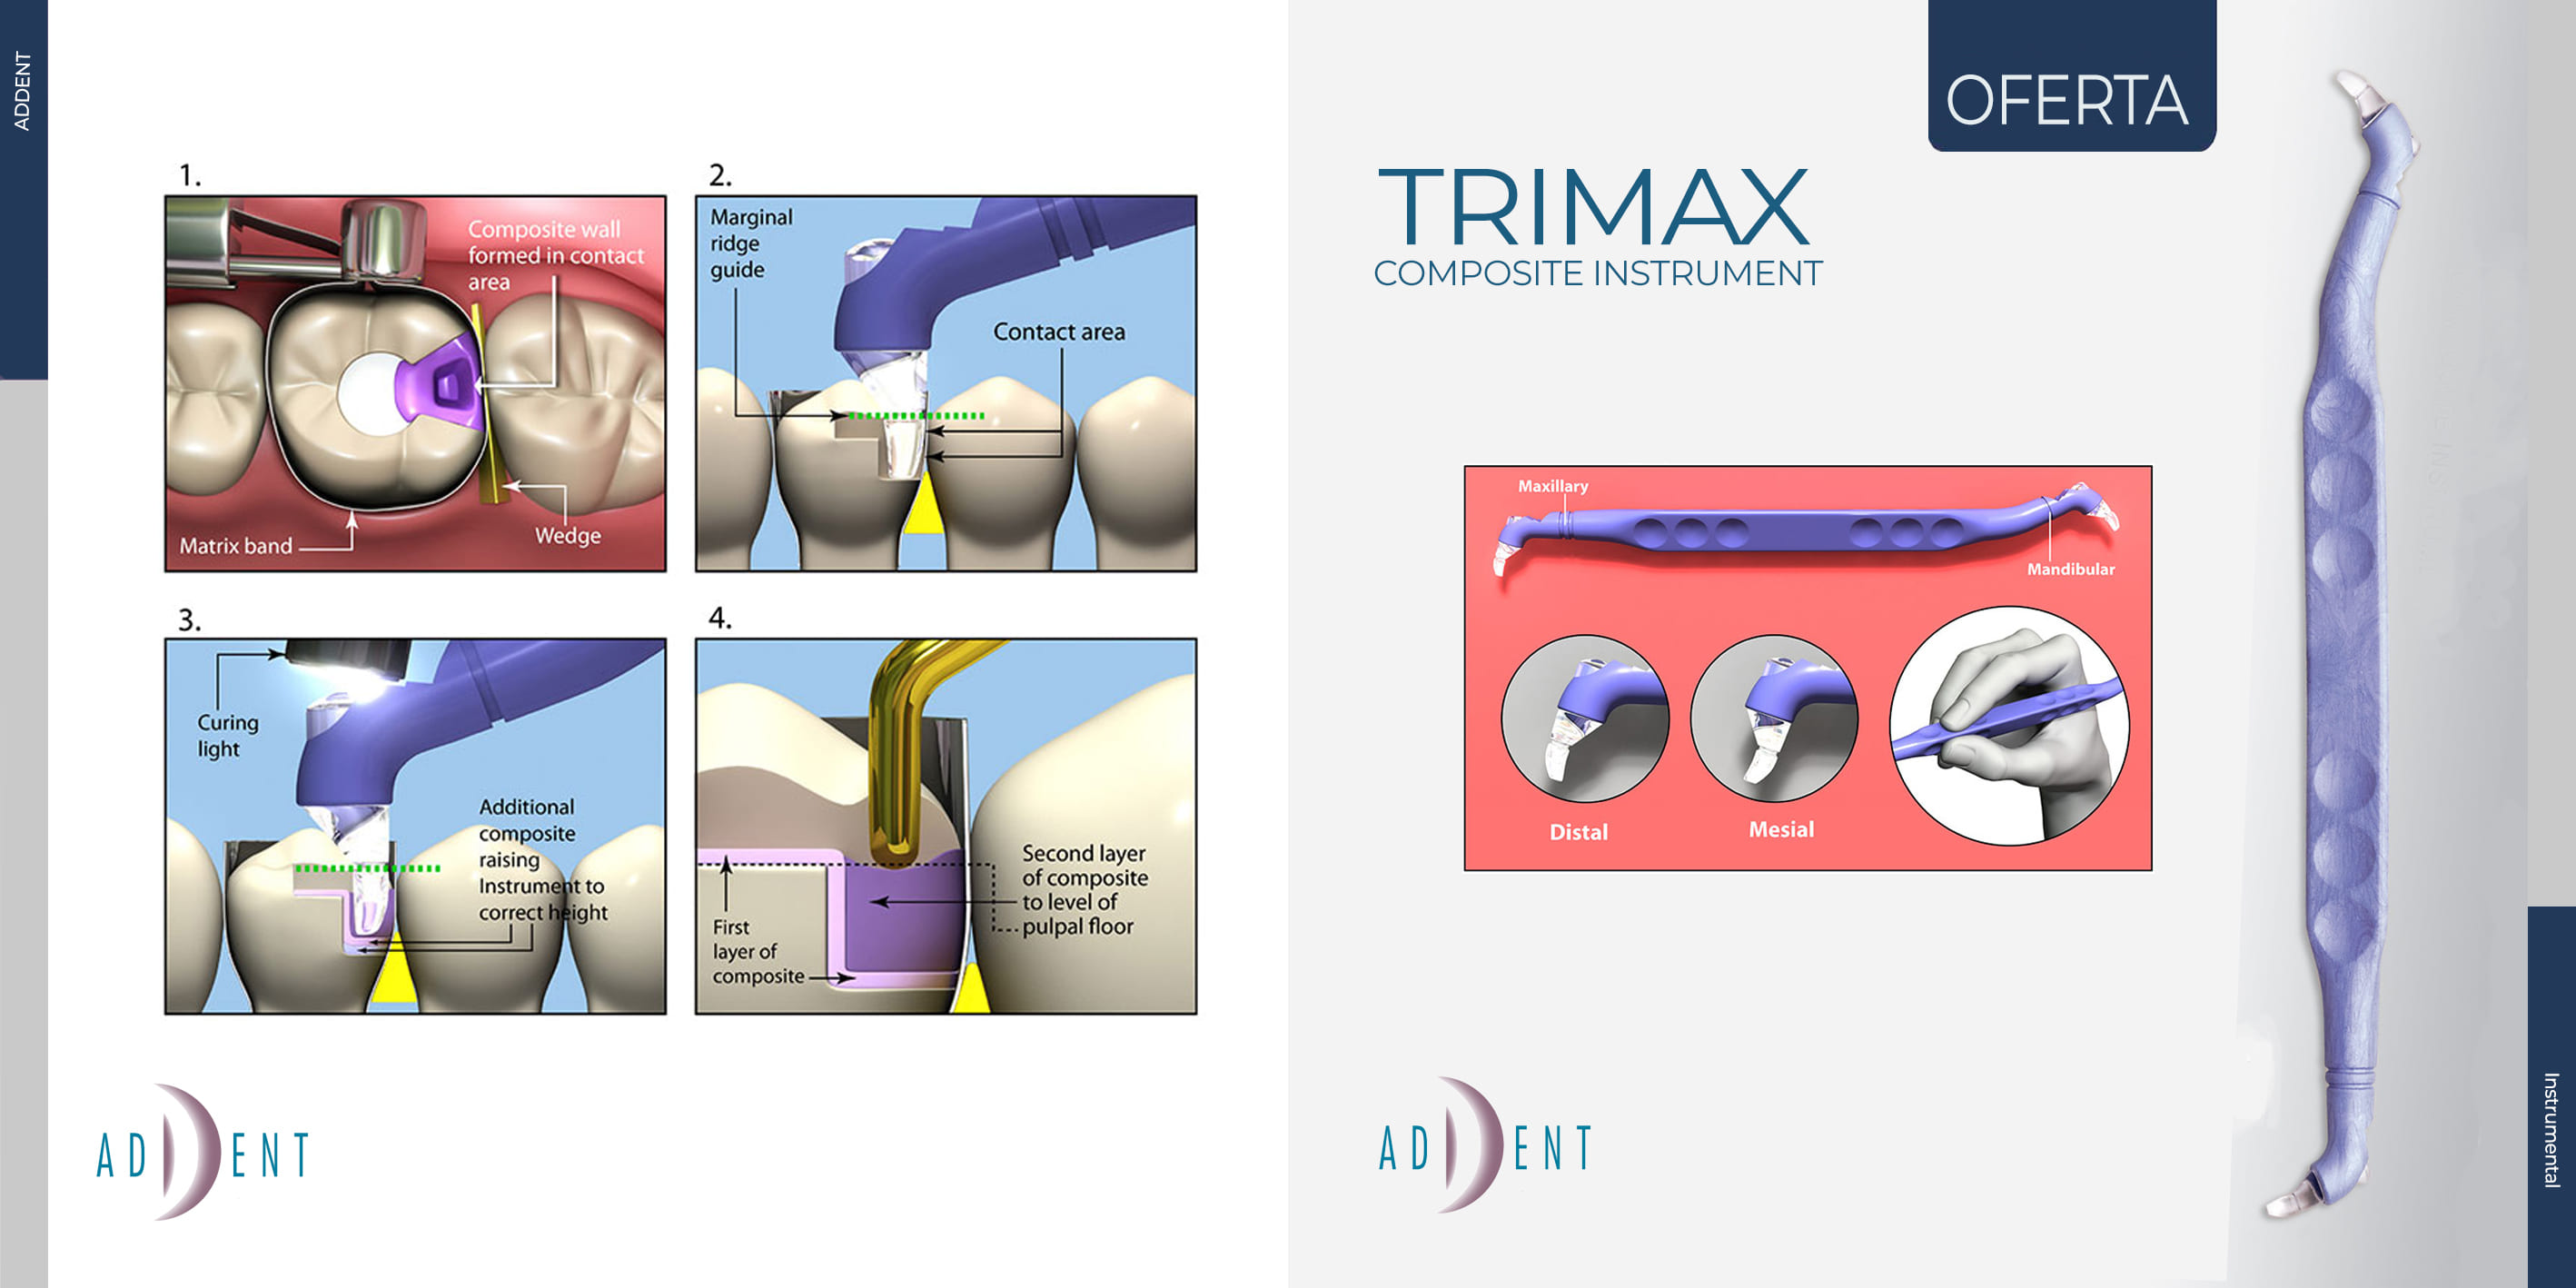 ADDENT
1.
Composite wall
formed in contact
area
Matrix band
Wedge
2.
Marginal
ridge
guide
Contact area
3.
Curing
light
Additional
composite
raising
Instrument to
correct height
4.
First
layer of
composite
Second layer
of composite
to level of
pulpal floor
ADDENT
OFERTA
TRIMAX
COMPOSITE INSTRUMENT
Maxillary
Mandibular
Distal
Mesial
ADDENT
Instrumental